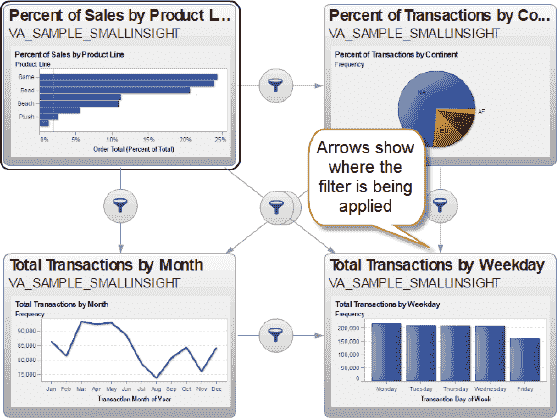 Percent of Sales by Product L...
VA_SAMPLE_SMALLINSIGHT
Percent of Sales by Product Line
Product Line
Game
Bead
Beach
Plush
0%
5%
10%
15%
20%
25%
Order Total (Percent of Total)
Percent of Transactions by Co...
VA_SAMPLE_SMALLINSIGHT
Percent of Transactions by Continent
Frequency
NA
AF
EU
Arrows show
where the
filter is being
applied
Total Transactions by Month
VA_SAMPLE_SMALLINSIGHT
Total Transactions by Month
Frequency
90,000
85,000
80,000
75,000
Jan Feb Mar Apr May Jun Jul Aug Sep Oct Nov Dec
Transaction Month of Year
Total Transactions by Weekday
VA_SAMPLE_SMALLINSIGHT
Total Transactions by Weekday
Frequency
200,000
150,000
100,000
50,000
0
Monday Tuesday Thursday Wednesday Friday
Transaction Day of Week